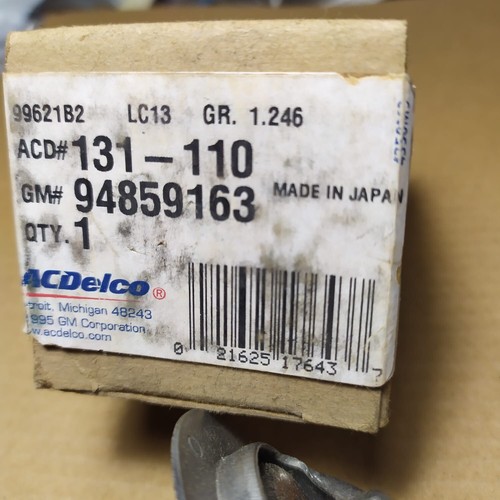 99621B2 LC13 GR. 1.246
ACD# 131-110
GM# 94859163 MADE IN JAPAN
QTY. 1
ACDelco ®
Michigan 48243
995 GM Corporation
w.acdelco.com
0 21625 17643 7